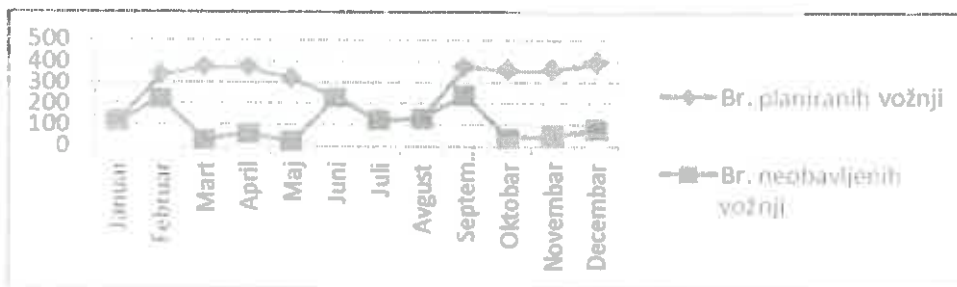 500
400
300
200
100
0
Januar
Februar
Mart
April
Maj
Juni
Juli
Avgust
Septem...
Oktobar
Novembar
Decembar
Br. planiranih vožnji
Br. neobavljenih
vožnji